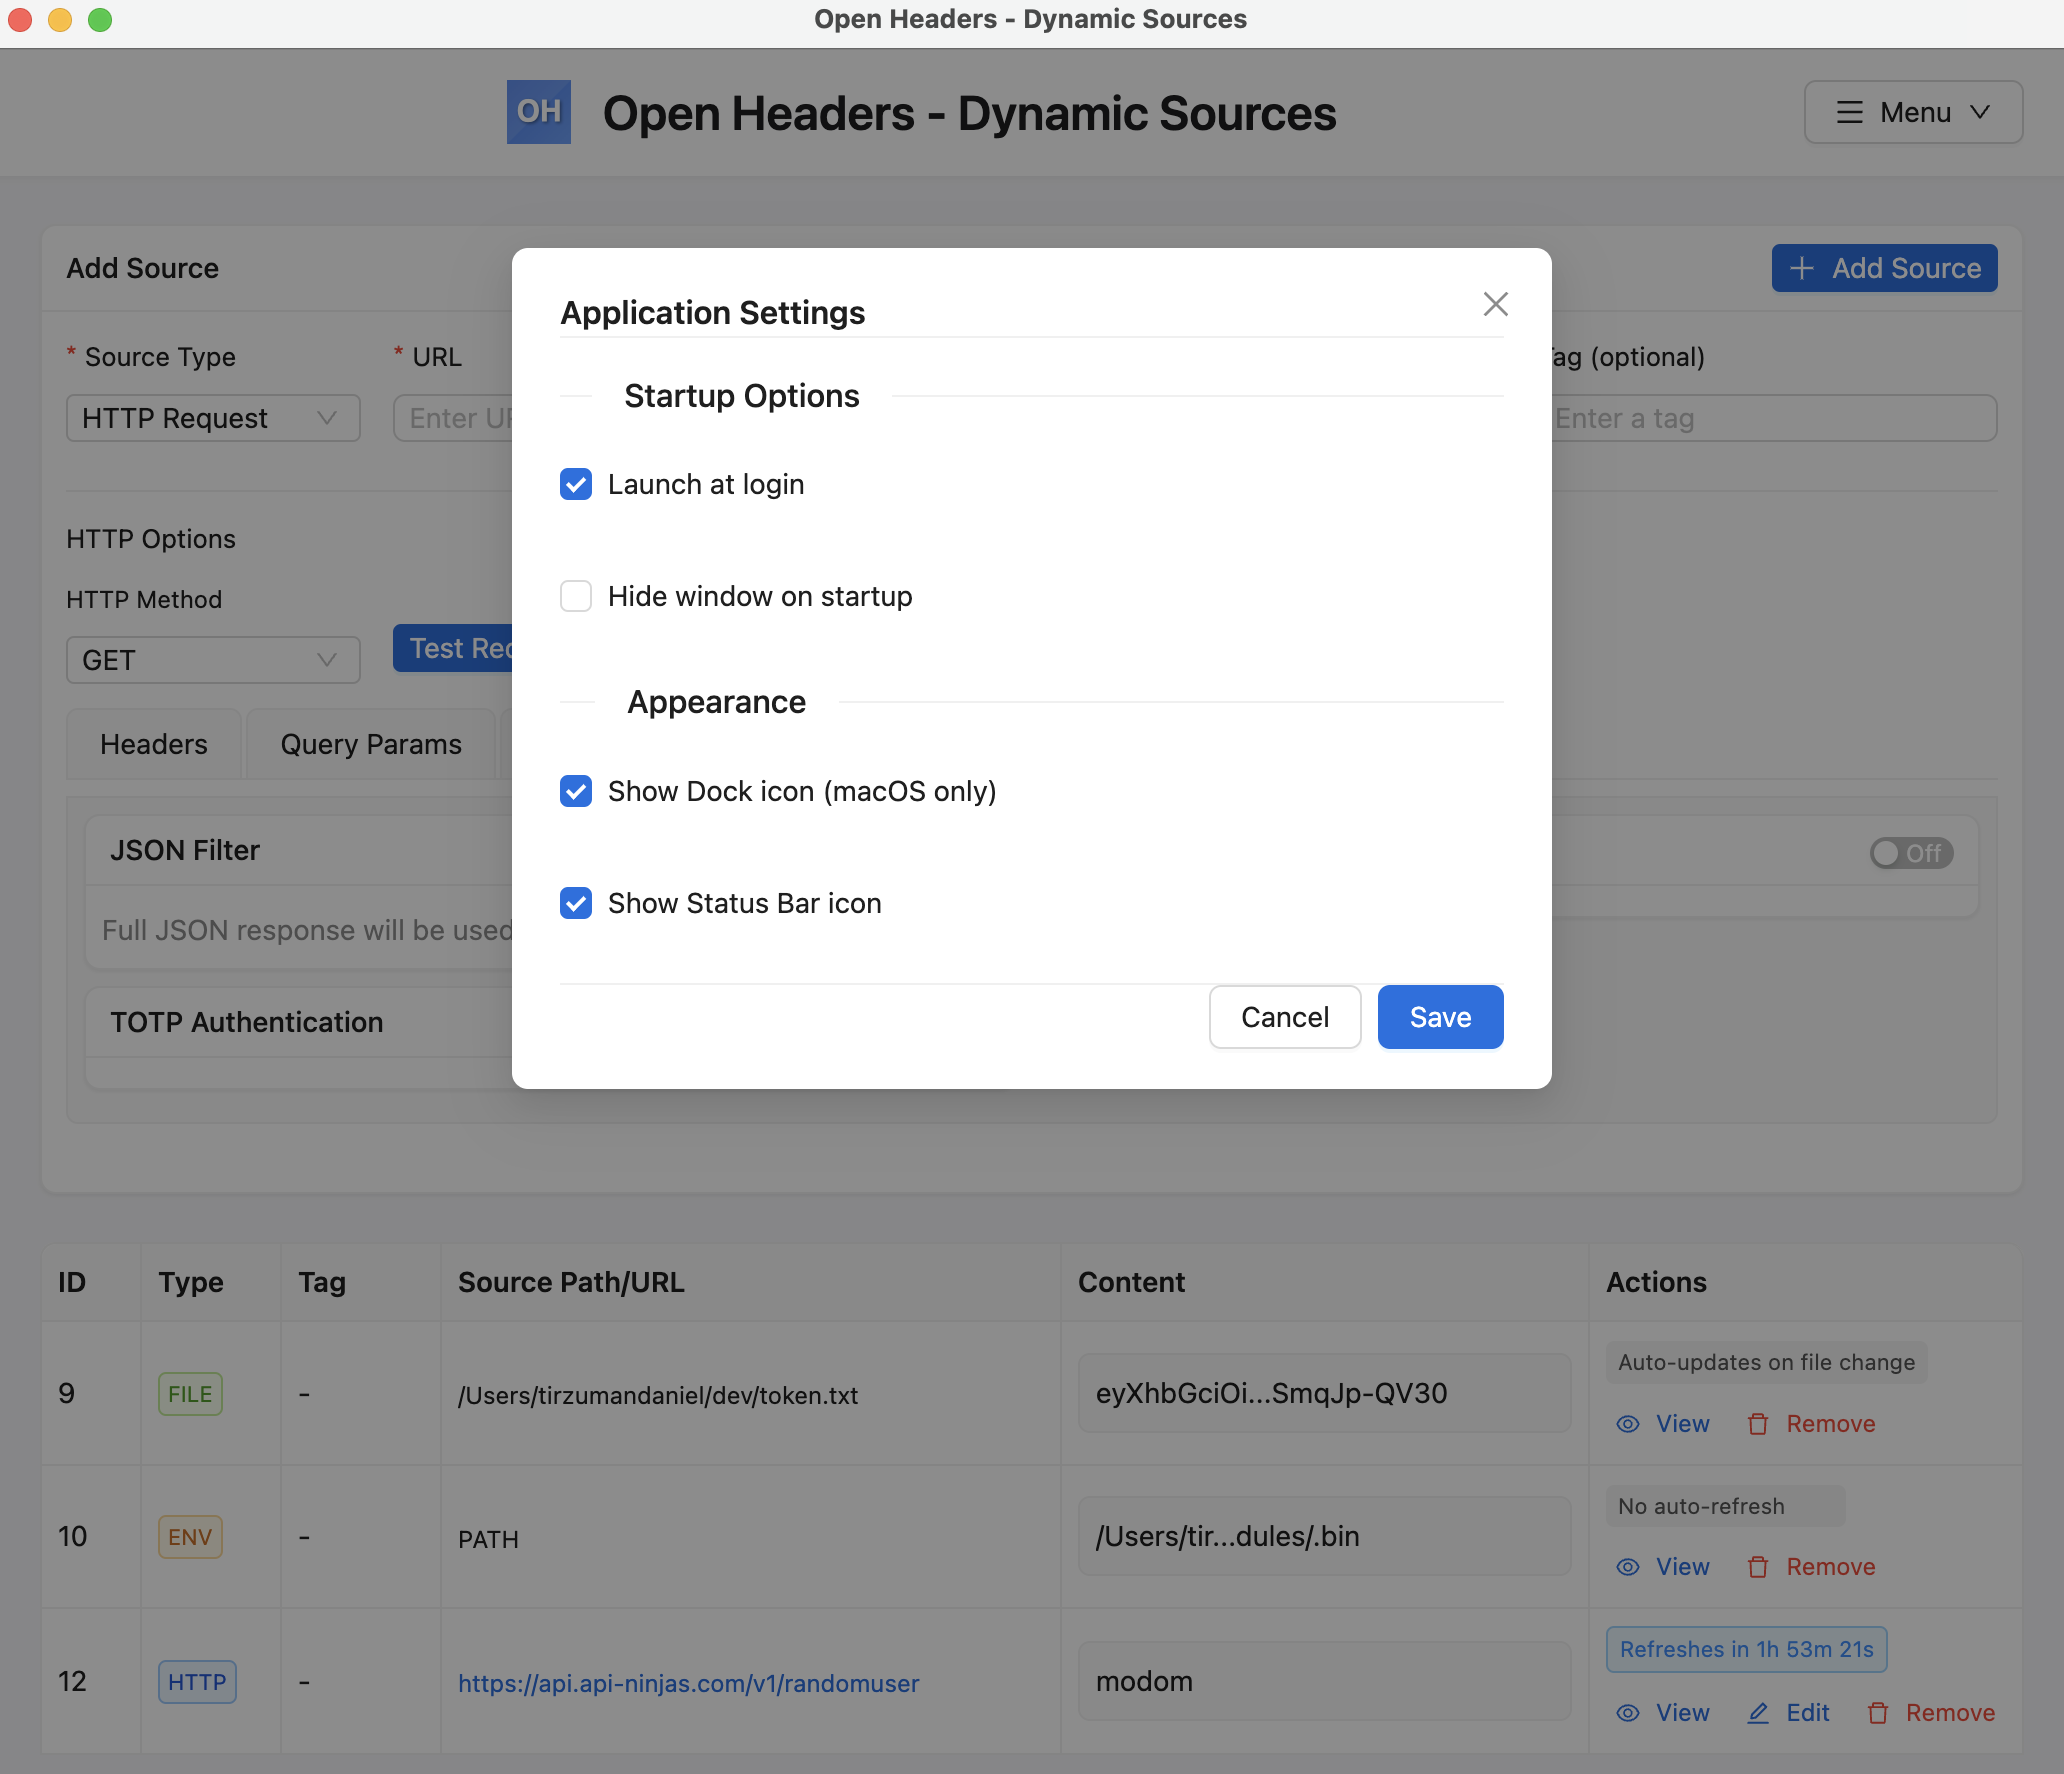 Open Headers - Dynamic Sources
OH
Open Headers - Dynamic Sources
Menu
Add Source
Add Source
* Source Type
* URL
Tag (optional)
HTTP Request
Enter
Enter a tag
HTTP Options
HTTP Method
GET
Test
Headers
Query Params
JSON Filter
Off
Full JSON response will be used
TOTP Authentication
Application Settings
Startup Options
Launch at login
Hide window on startup
Appearance
Show Dock icon (macOS only)
Show Status Bar icon
Cancel
Save
ID Type Tag Source Path/URL Content Actions
9 FILE - /Users/tirzumandaniel/dev/token.txt eyXhbGciOi...SmqJp-QV30 Auto-updates on file change
View Remove
10 ENV - PATH /Users/tir...dules/.bin No auto-refresh
View Remove
12 HTTP - https://api.api-ninjas.com/v1/randomuser modom Refreshes in 1h 53m 21s
View Edit Remove